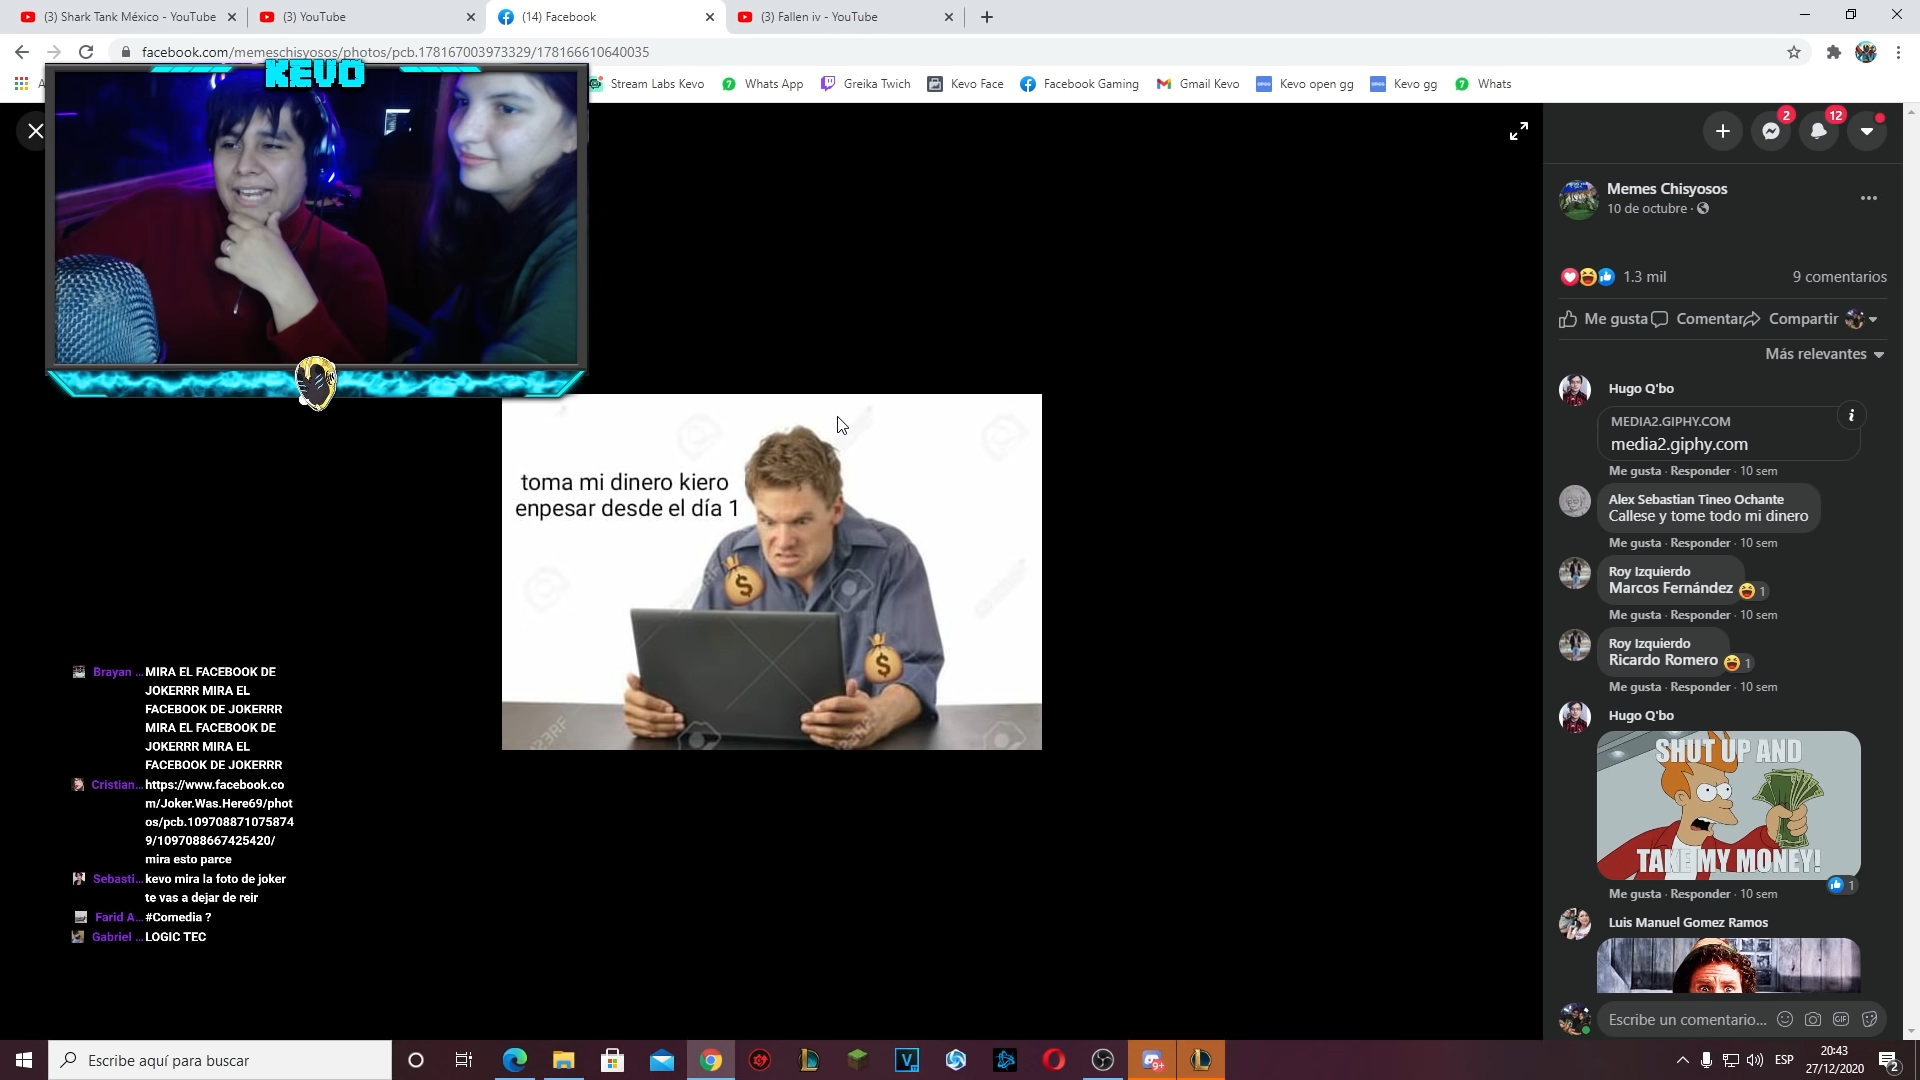 (3) Shark Tank México - YouTube
(3) YouTube
(14) Facebook
(3) Fallen iv - YouTube
facebook.com/memeschisyosos/photos/pcb.178167003973329/178166610640035
Stream Labs Kevo
Whats App
Greika Twich
Kevo Face
Facebook Gaming
Gmail Kevo
Kevo open gg
Kevo gg
Whats
KEVO
2
12
Memes Chisyosos
10 de octubre ·
1.3 mil
9 comentarios
Me gusta
Comentar
Compartir
Más relevantes
Hugo Q'bo
MEDIA2.GIPHY.COM
media2.giphy.com
Me gusta · Responder · 10 sem
Alex Sebastian Tineo Ochante
Callese y tome todo mi dinero
Me gusta · Responder · 10 sem
Roy Izquierdo
Marcos Fernández
1
Me gusta · Responder · 10 sem
Roy Izquierdo
Ricardo Romero
1
Me gusta · Responder · 10 sem
Hugo Q'bo
SHUT UP AND
TAKE MY MONEY!
1
Me gusta · Responder · 10 sem
Luis Manuel Gomez Ramos
Escribe un comentario...
GIF
toma mi dinero kiero
enpesar desde el día 1
$
$
123RF
Brayan ... MIRA EL FACEBOOK DE
JOKERRR MIRA EL
FACEBOOK DE JOKERRR
MIRA EL FACEBOOK DE
JOKERRR MIRA EL
FACEBOOK DE JOKERRR
Cristian... https://www.facebook.co
m/Joker.Was.Here69/phot
os/pcb.109708871075874
9/1097088667425420/
mira esto parce
Sebasti... kevo mira la foto de joker
te vas a dejar de reir
Farid A... #Comedia ?
Gabriel ... LOGIC TEC
Escribe aquí para buscar
9+
ESP
20:43
27/12/2020
2